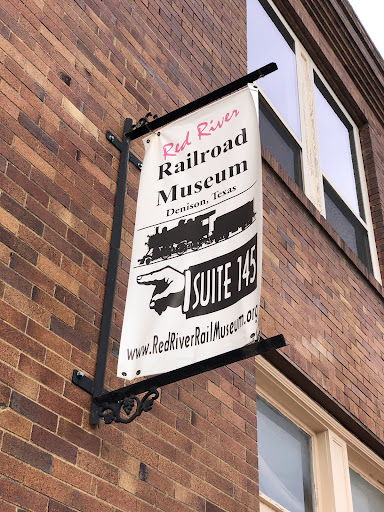 Red River
Railroad
Museum
Denison, Texas
SUITE 145
www.RedRiverRailMuseum.org